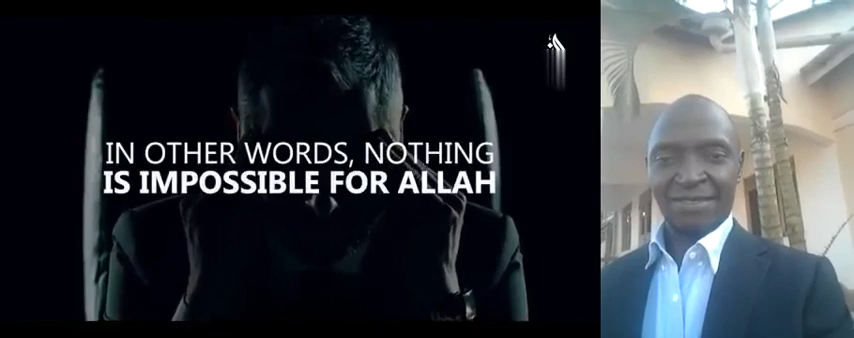 IN OTHER WORDS, NOTHING
IS IMPOSSIBLE FOR ALLAH